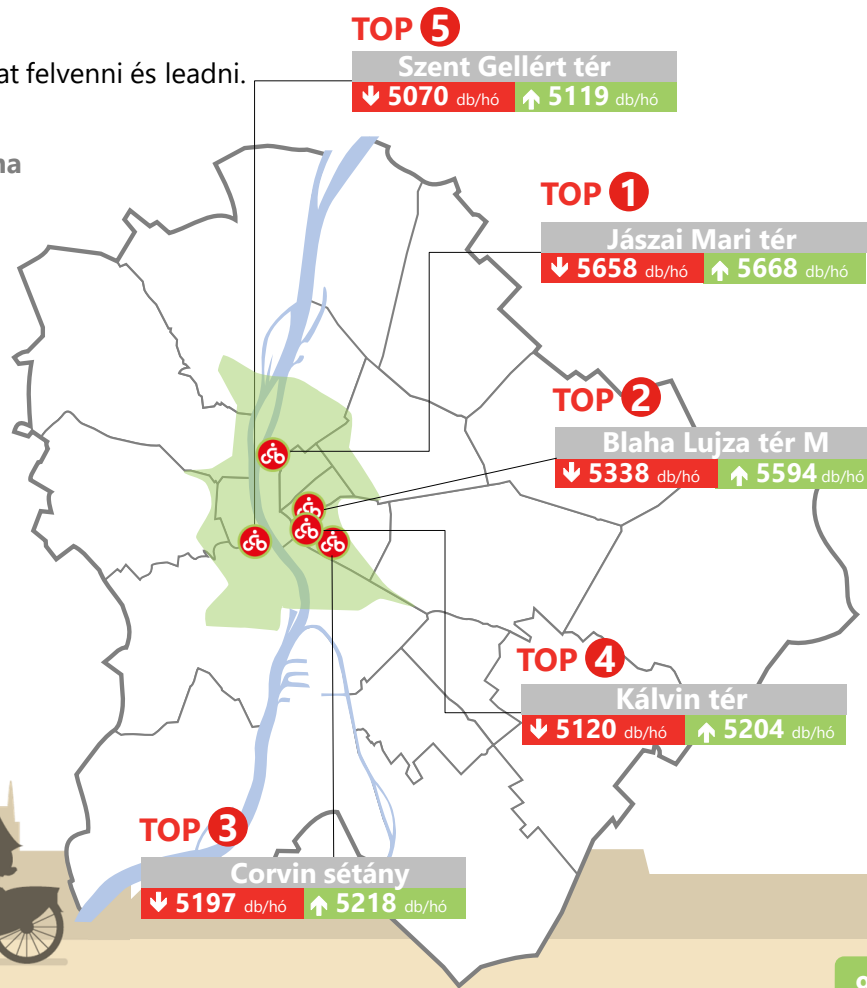 TOP 5
at felvenni és leadni.
Szent Gellért tér
5070 db/hó 5119 db/hó
TOP 1
Jászai Mari tér
5658 db/hó 5668 db/hó
TOP 2
Blaha Lujza tér M
5338 db/hó 5594 db/hó
TOP 4
Kálvin tér
5120 db/hó 5204 db/hó
TOP 3
Corvin sétány
5197 db/hó 5218 db/hó